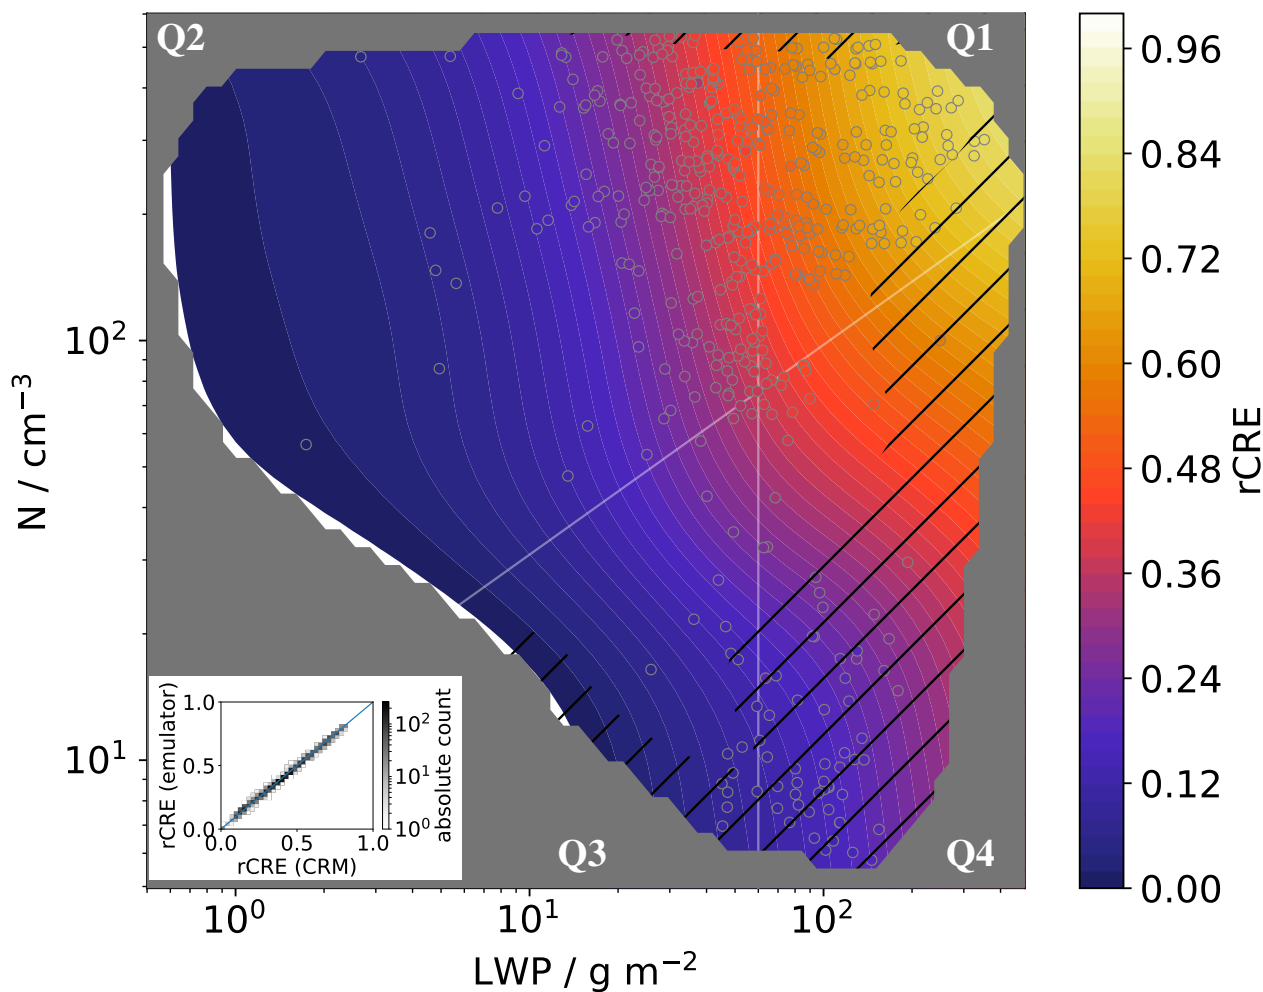 Q2
Q1
Q3
Q4
10²
10¹
N / cm⁻³
10⁰
10¹
10²
LWP / g m⁻²
0.96
0.84
0.72
0.60
0.48
0.36
0.24
0.12
0.00
rCRE
1.0
0.5
0.0
rCRE (emulator)
0.0
0.5
1.0
rCRE (CRM)
10²
10¹
10⁰
absolute count